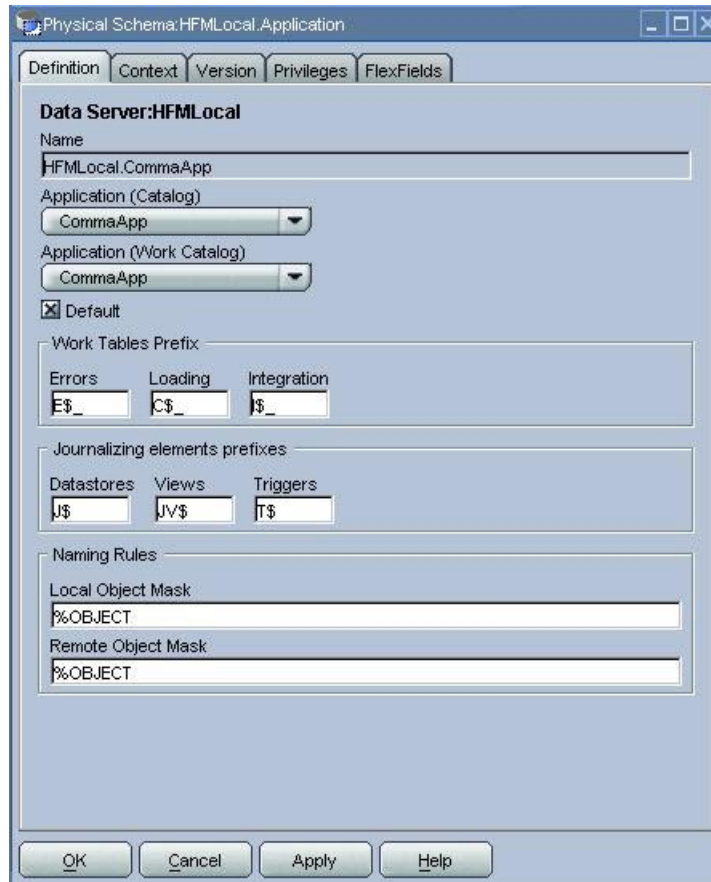 Physical Schema:HFMLocal.Application
Definition Context Version Privileges FlexFields
Data Server:HFMLocal
Name
HFMLocal.CommaApp
Application (Catalog)
CommaApp
Application (Work Catalog)
CommaApp
Default
Work Tables Prefix
Errors Loading Integration
E$_ C$_ I$_
Journalizing elements prefixes
Datastores Views Triggers
J$ JV$ T$
Naming Rules
Local Object Mask
%OBJECT
Remote Object Mask
%OBJECT
OK Cancel Apply Help